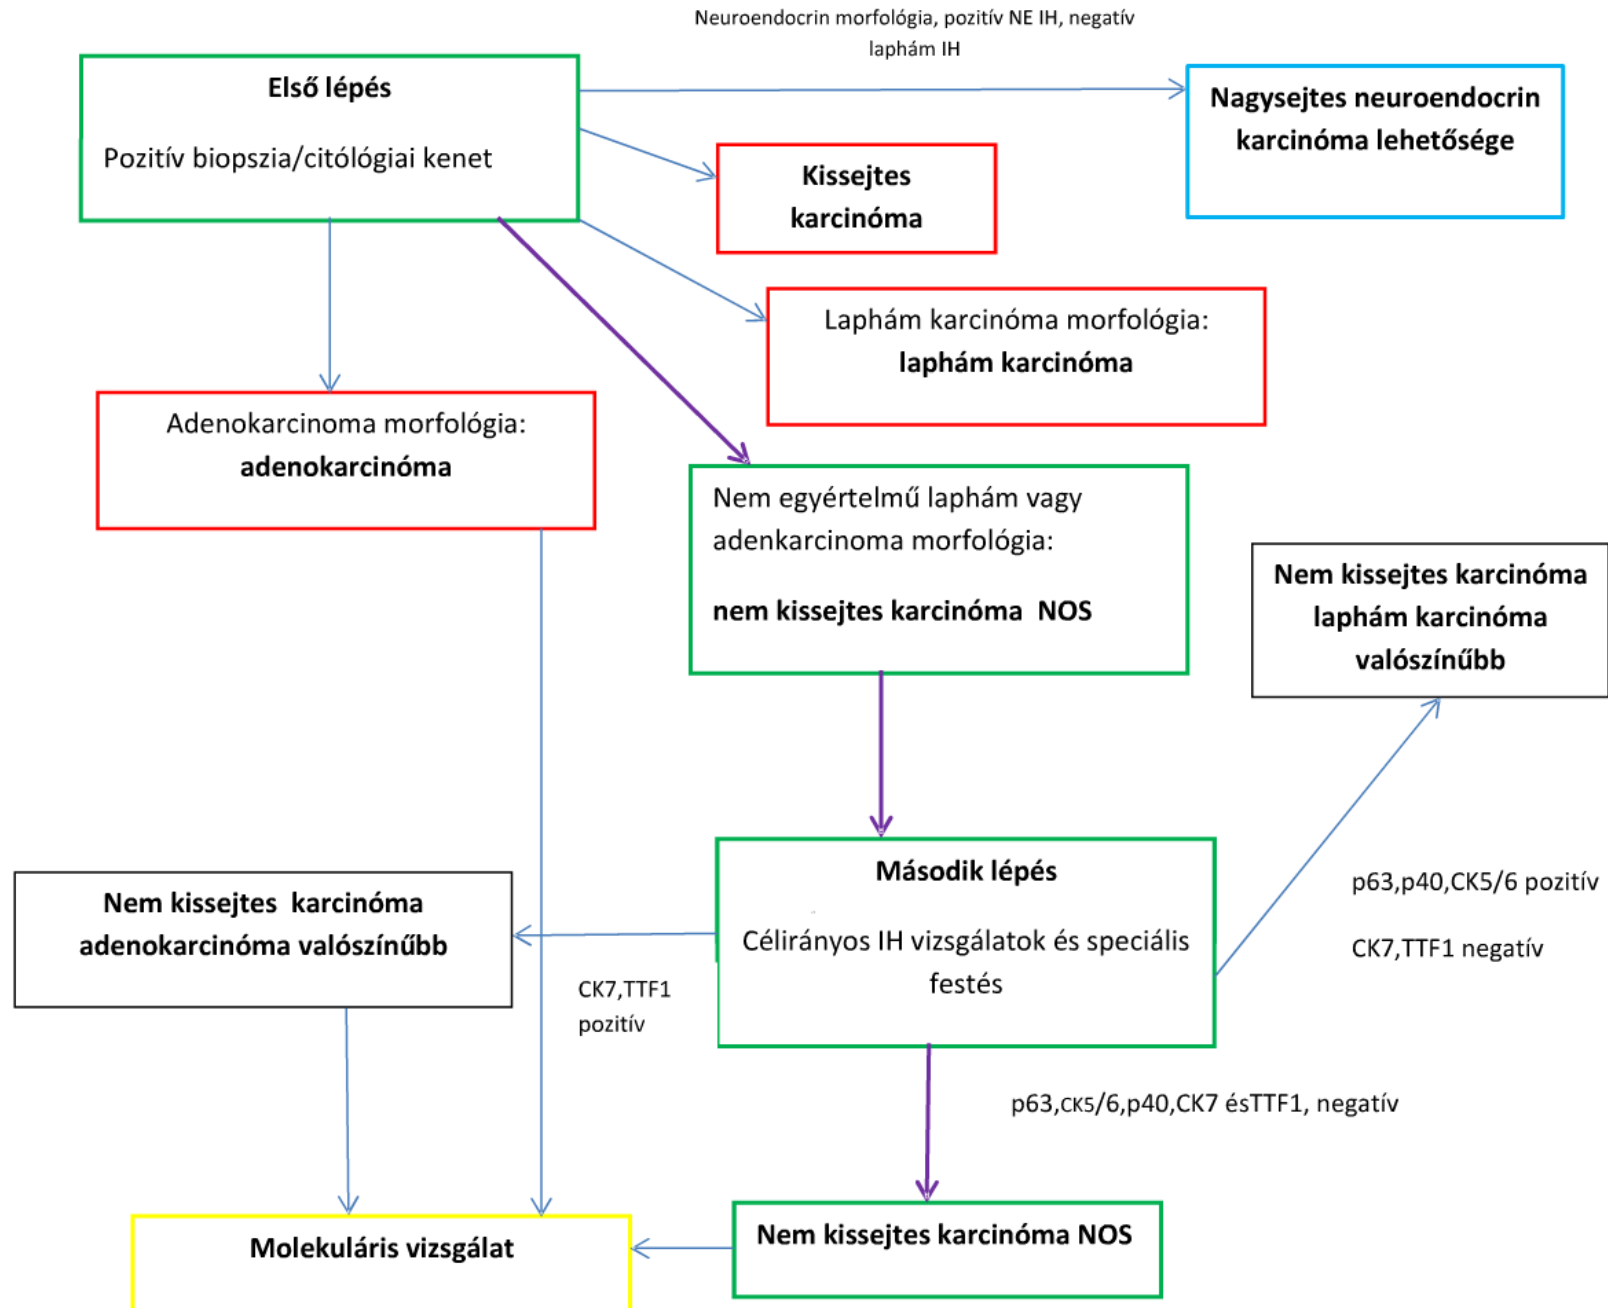 Neuroendocrin morfológia, pozitív NE IH, negatív
laphám IH
Első lépés
Pozitív biopszia/citólógiai kenet
Nagysejtes neuroendocrin
karcinóma lehetősége
Kissejtes
karcinóma
Laphám karcinóma morfológia:
laphám karcinóma
Adenokarcinoma morfológia:
adenokarcinóma
Nem egyértelmű laphám vagy
adenkarcinoma morfológia:
nem kissejtes karcinóma  NOS
Nem kissejtes karcinóma
laphám karcinóma
valószínűbb
Második lépés
Célirányos IH vizsgálatok és speciális
festés
p63,p40,CK5/6 pozitív
CK7,TTF1 negatív
Nem kissejtes  karcinóma
adenokarcinóma valószínűbb
CK7,TTF1
pozitív
p63,CK5/6,p40,CK7 ésTTF1, negatív
Nem kissejtes karcinóma NOS
Molekuláris vizsgálat